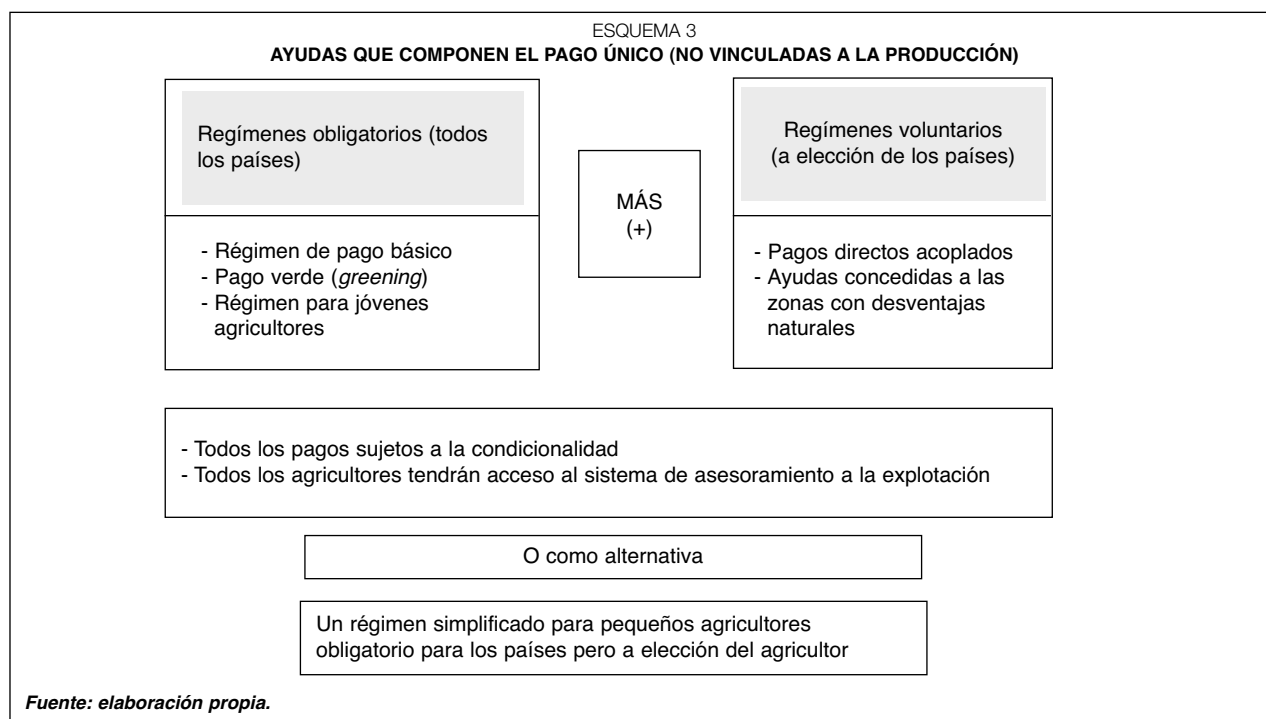 ESQUEMA 3
AYUDAS QUE COMPONEN EL PAGO ÚNICO (NO VINCULADAS A LA PRODUCCIÓN)
Regímenes obligatorios (todos
los países)
- Régimen de pago básico
- Pago verde (greening)
- Régimen para jóvenes
agricultores
MÁS
(+)
Regímenes voluntarios
(a elección de los países)
- Pagos directos acoplados
- Ayudas concedidas a las
zonas con desventajas
naturales
- Todos los pagos sujetos a la condicionalidad
- Todos los agricultores tendrán acceso al sistema de asesoramiento a la explotación
O como alternativa
Un régimen simplificado para pequeños agricultores
obligatorio para los países pero a elección del agricultor
Fuente: elaboración propia.